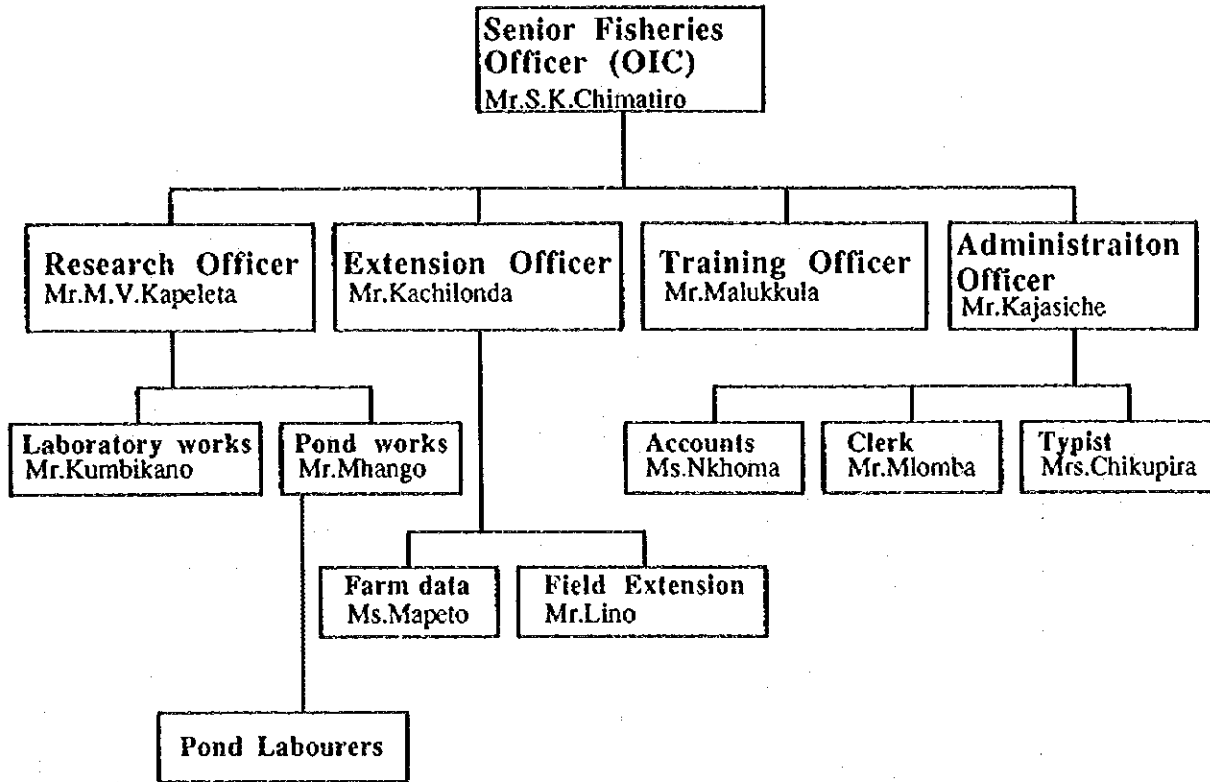 Senior Fisheries
Officer (OIC)
Mr.S.K.Chimatiro
Research Officer
Mr.M.V.Kapeleta
Extension Officer
Mr.Kachilonda
Training Officer
Mr.Malukkula
Administraiton
Officer
Mr.Kajasiche
Laboratory works
Mr.Kumbikano
Pond works
Mr.Mhango
Accounts
Ms.Nkhoma
Clerk
Mr.Mlomba
Typist
Mrs.Chikupira
Farm data
Ms.Mapeto
Field Extension
Mr.Lino
Pond Labourers